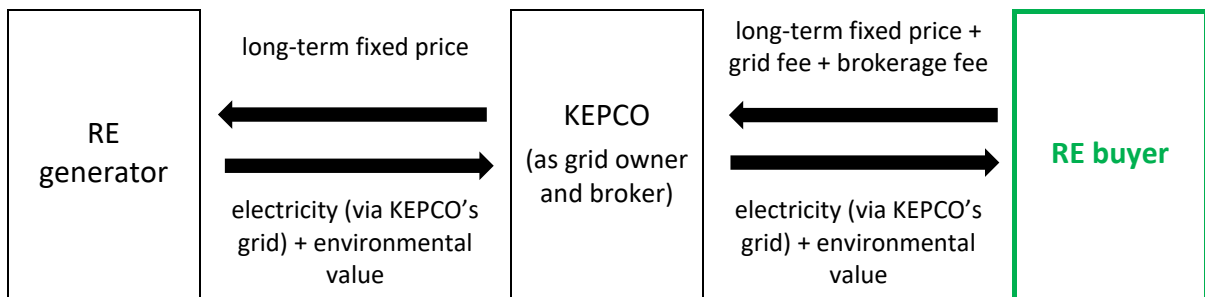 RE
generator
long-term fixed price
electricity (via KEPCO’s
grid) + environmental
value
KEPCO
(as grid owner
and broker)
long-term fixed price +
grid fee + brokerage fee
electricity (via KEPCO’s
grid) + environmental
value
RE buyer